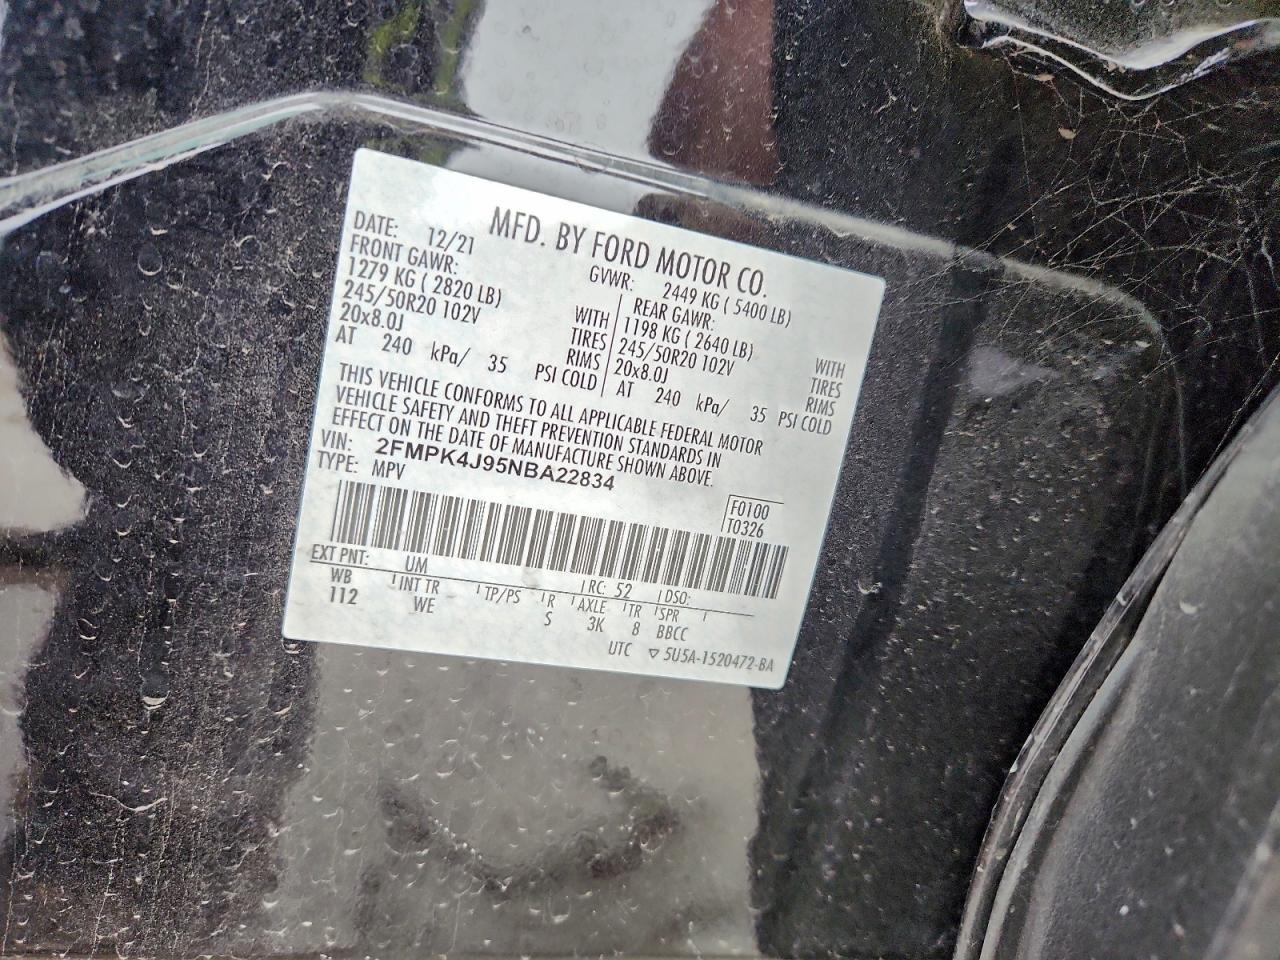 MFD. BY FORD MOTOR CO.
DATE: 12/21
GVWR: 2449 KG ( 5400 LB)
FRONT GAWR:
1279 KG ( 2820 LB) WITH
245/50R20 102V TIRES
20x8.0J RIMS
AT 240 kPa/ 35 PSI COLD
REAR GAWR:
1198 KG ( 2640 LB) WITH
245/50R20 102V TIRES
20x8.0J RIMS
AT 240 kPa/ 35 PSI COLD
THIS VEHICLE CONFORMS TO ALL APPLICABLE FEDERAL MOTOR
VEHICLE SAFETY AND THEFT PREVENTION STANDARDS IN
EFFECT ON THE DATE OF MANUFACTURE SHOWN ABOVE.
VIN: 2FMPK4J95NBA22834
TYPE: MPV
F0100
T0326
EXT PNT: UM RC: 52 DSO:
WB INT TR TP/PS R AXLE TR SPR
112 WE S 3K 8 BBCC
UTC ▽ 5U5A-1520472-BA